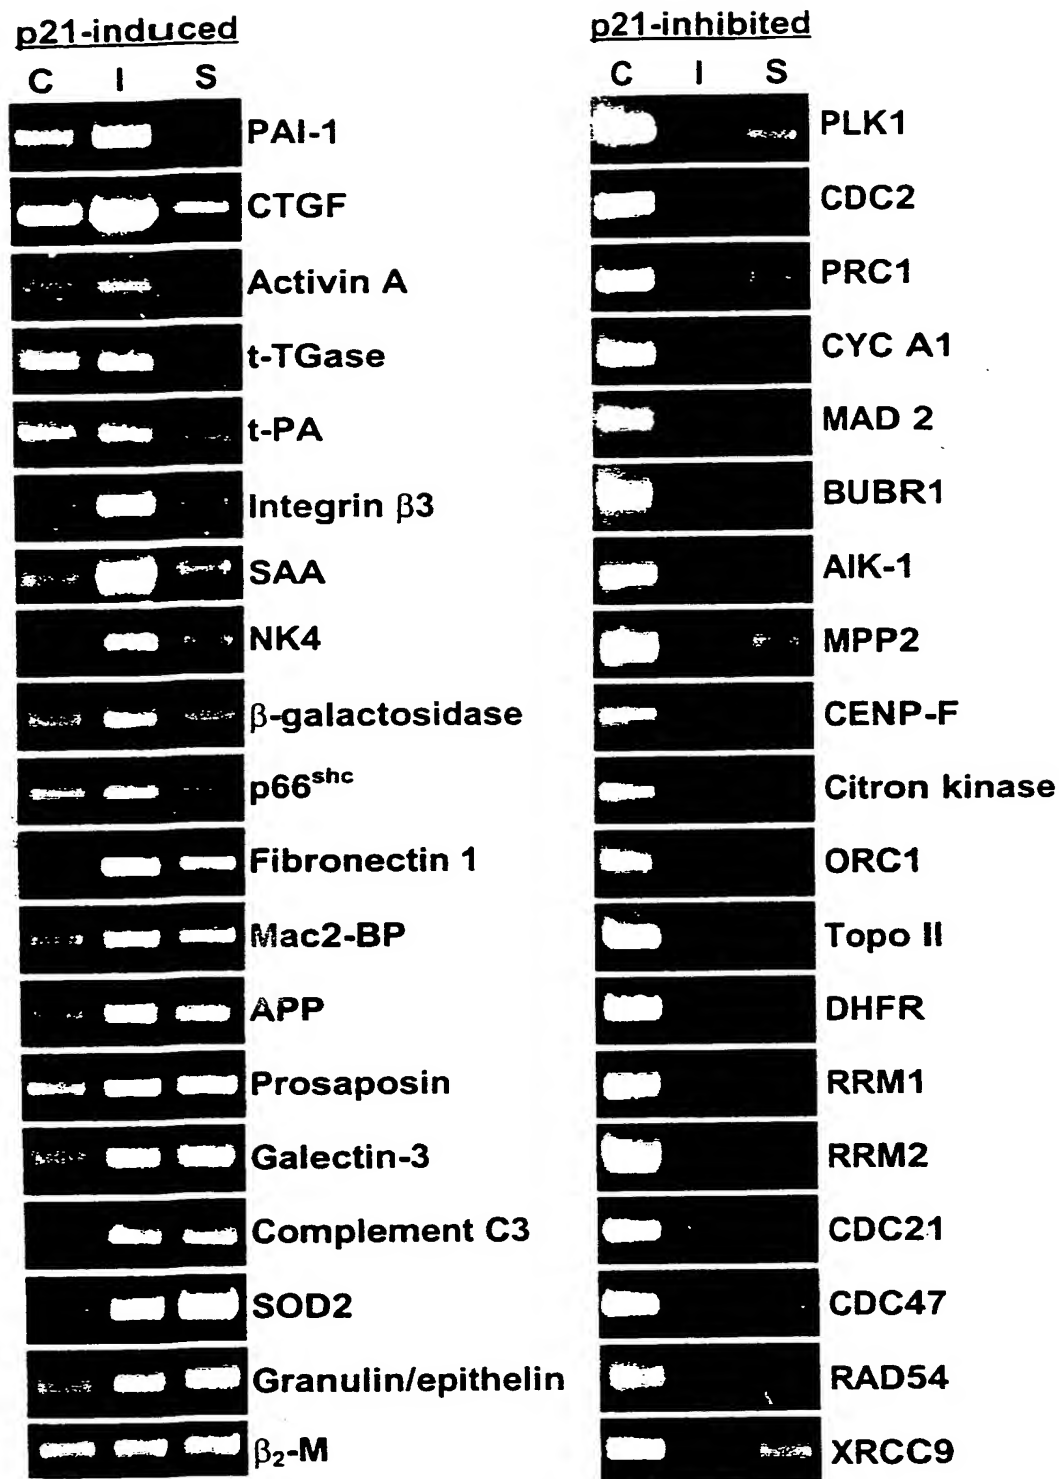 p21-induced
C I S
PAI-1
CTGF
Activin A
t-TGase
t-PA
Integrin β3
SAA
NK4
β-galactosidase
p66shc
Fibronectin 1
Mac2-BP
APP
Prosaposin
Galectin-3
Complement C3
SOD2
Granulin/epithelin
β2-M
p21-inhibited
C I S
PLK1
CDC2
PRC1
CYC A1
MAD 2
BUBR1
AIK-1
MPP2
CENP-F
Citron kinase
ORC1
Topo II
DHFR
RRM1
RRM2
CDC21
CDC47
RAD54
XRCC9